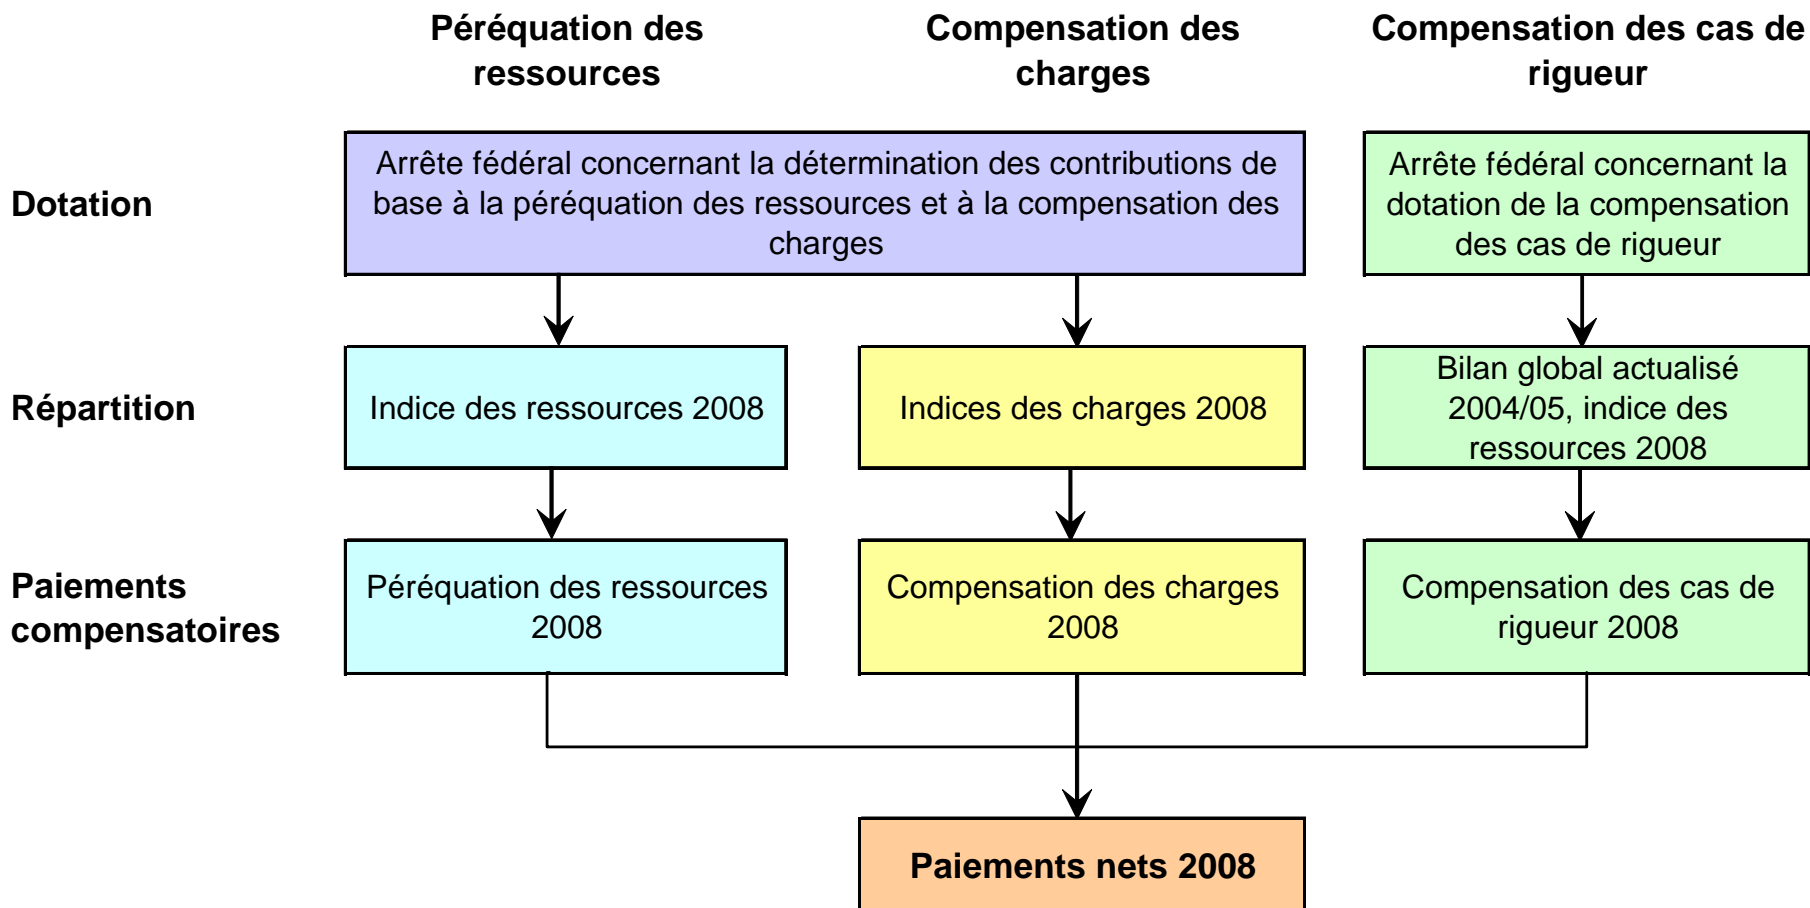 Péréquation des
ressources
Compensation des
charges
Compensation des cas de
rigueur
Dotation
Arrête fédéral concernant la détermination des contributions de
base à la péréquation des ressources et à la compensation des
charges
Arrête fédéral concernant la
dotation de la compensation
des cas de rigueur
Répartition
Indice des ressources 2008
Indices des charges 2008
Bilan global actualisé
2004/05, indice des
ressources 2008
Paiements
compensatoires
Péréquation des ressources
2008
Compensation des charges
2008
Compensation des cas de
rigueur 2008
Paiements nets 2008